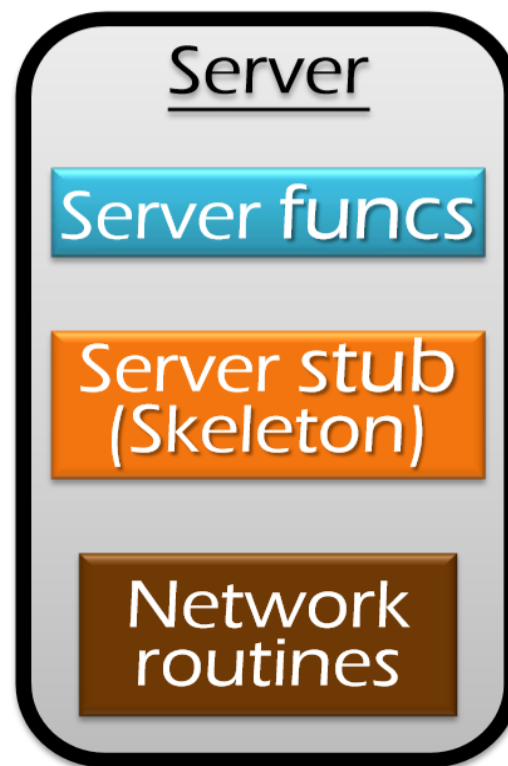 Server
Server funcs
Server stub
(Skeleton)
Network
routines